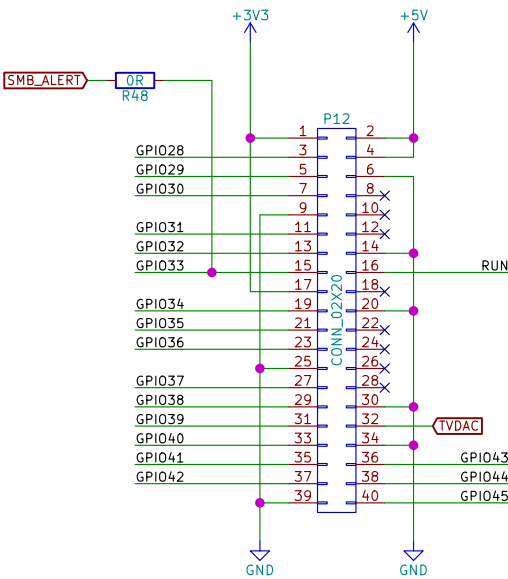 +3V3 +5V
SMB_ALERT 0R
R48
P12
1 2
GPIO28 3 4
GPIO29 5 6
GPIO30 7 8
9 10
GPIO31 11 12
GPIO32 13 14
GPIO33 15 16 RUN
17 18
GPIO34 19 20
GPIO35 21 22
GPIO36 23 24
25 26
GPIO37 27 28
GPIO38 29 30
GPIO39 31 32 TVDAC
GPIO40 33 34
GPIO41 35 36 GPIO43
GPIO42 37 38 GPIO44
39 40 GPIO45
CONN_02X20
GND GND